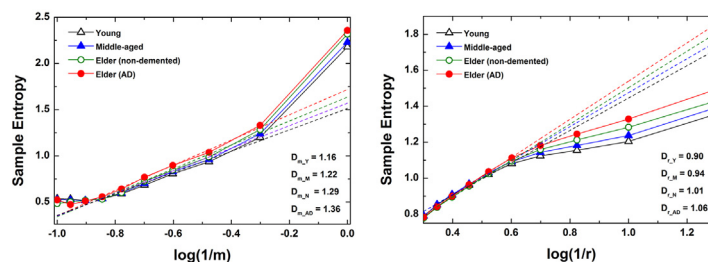 Young
Middle-aged
Elder (non-demented)
Elder (AD)
Sample Entropy
2.5
2.0
1.5
1.0
0.5
0.0
D_m_Y = 1.16
D_m_M = 1.22
D_m_N = 1.29
D_m_AD = 1.36
-1.0 -0.8 -0.6 -0.4 -0.2 0.0
log(1/m)
Young
Middle-aged
Elder (non-demented)
Elder (AD)
Sample Entropy
1.8
1.6
1.4
1.2
1.0
0.8
D_r_Y = 0.90
D_r_M = 0.94
D_r_N = 1.01
D_r_AD = 1.06
0.4 0.6 0.8 1.0 1.2
log(1/r)